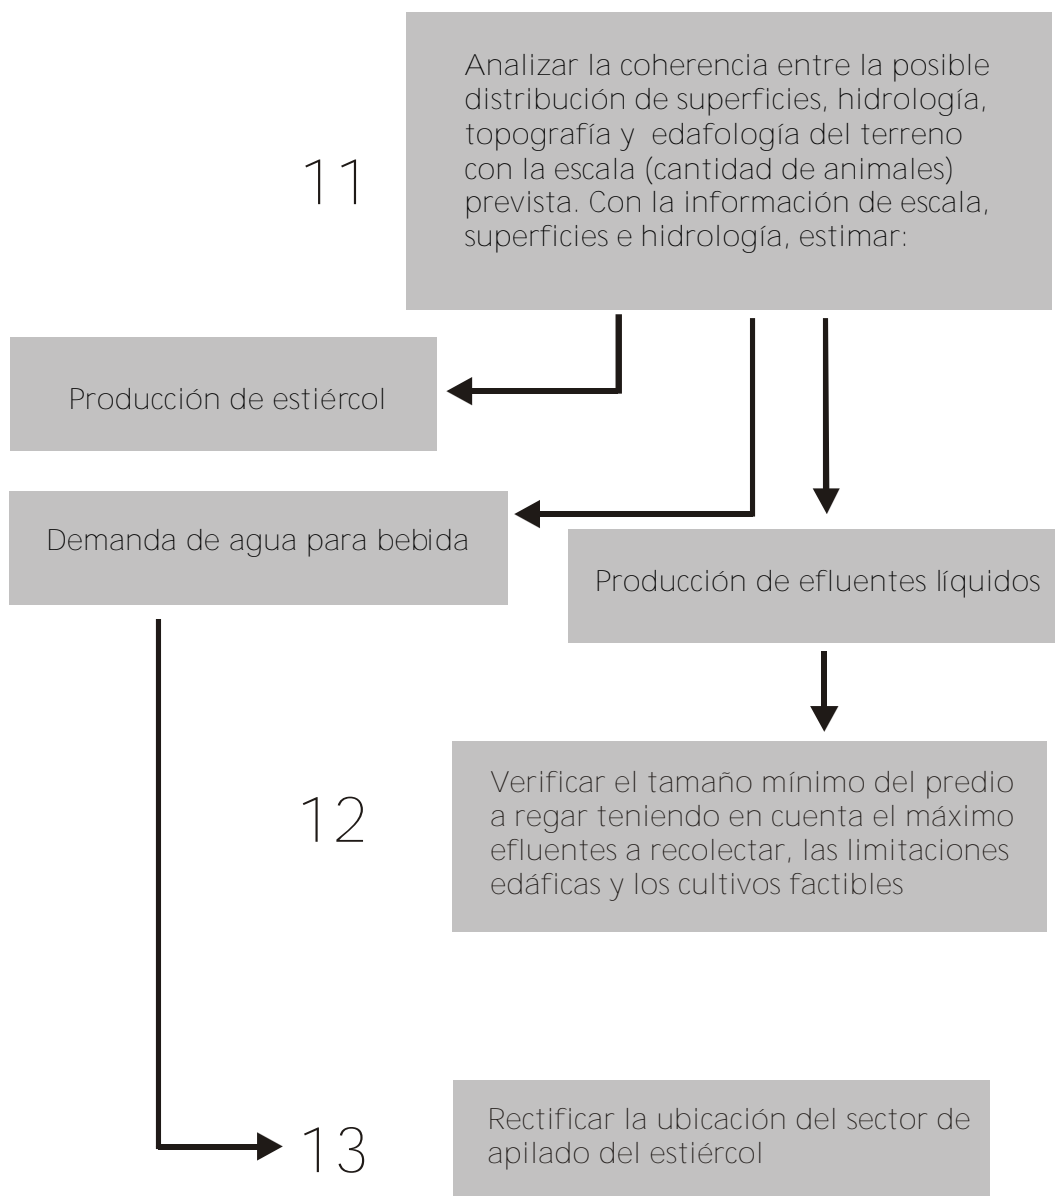 11
Analizar la coherencia entre la posible
distribución de superficies, hidrología,
topografía y edafología del terreno
con la escala (cantidad de animales)
prevista. Con la información de escala,
superficies e hidrología, estimar:
Producción de estiércol
Demanda de agua para bebida
Producción de efluentes líquidos
12
Verificar el tamaño mínimo del predio
a regar teniendo en cuenta el máximo
efluentes a recolectar, las limitaciones
edáficas y los cultivos factibles
13
Rectificar la ubicación del sector de
apilado del estiércol